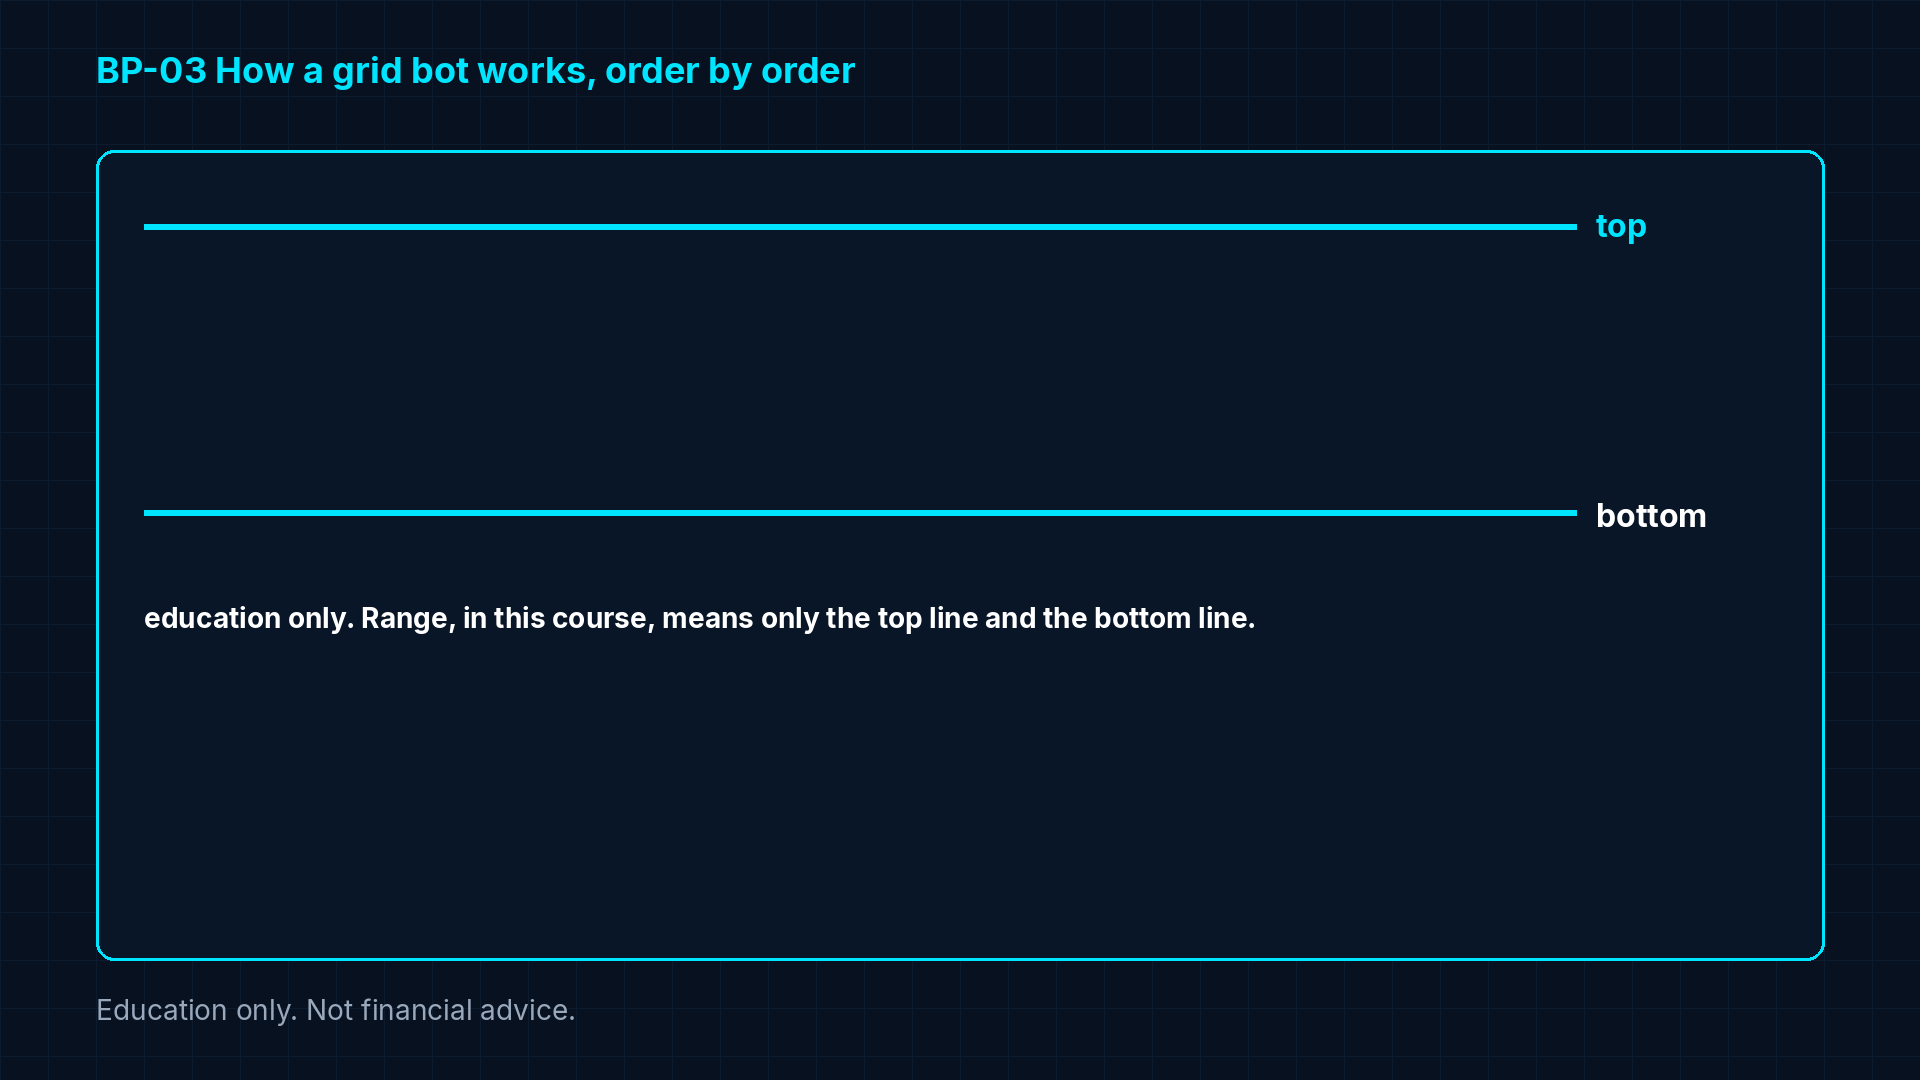 BP-03 How a grid bot works, order by order
top
bottom
education only. Range, in this course, means only the top line and the bottom line.
Education only. Not financial advice.